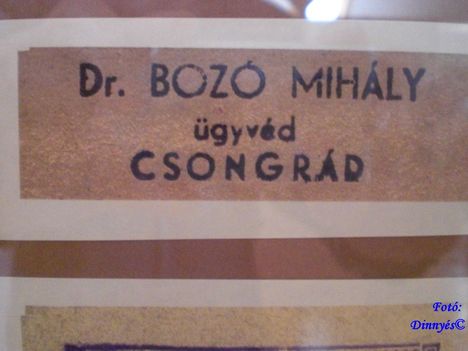 Dr. BOZÓ MIHÁLY
ügyvéd
CSONGRÁD
Fotó:
Dinnyés©